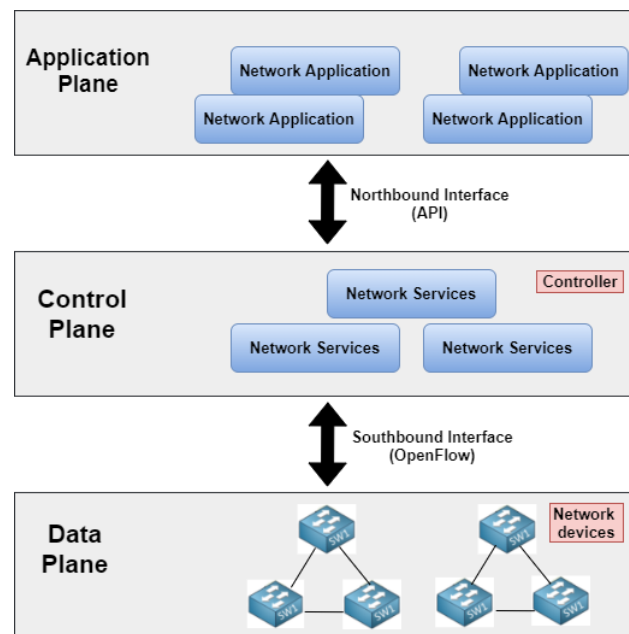 Application
Plane
Network Application
Network Application
Network Application
Network Application
Northbound Interface
(API)
Control
Plane
Controller
Network Services
Network Services
Network Services
Southbound Interface
(OpenFlow)
Data
Plane
Network
devices
SW1
SW1
SW1
SW1
SW1
SW1